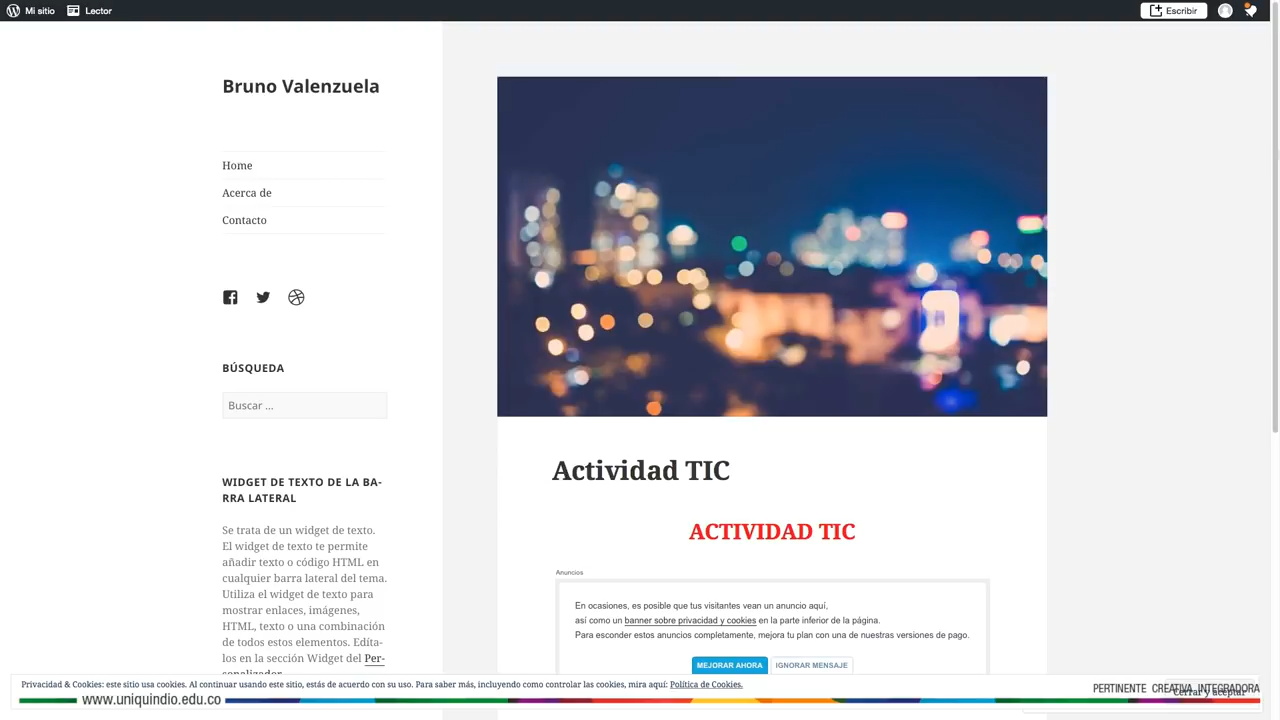 Mi sitio
Lector
Escribir
Bruno Valenzuela
Home
Acerca de
Contacto
BÚSQUEDA
Buscar ...
WIDGET DE TEXTO DE LA BA-
RRA LATERAL
Se trata de un widget de texto.
El widget de texto te permite
añadir texto o código HTML en
cualquier barra lateral del tema.
Utiliza el widget de texto para
mostrar enlaces, imágenes,
HTML, texto o una combinación
de todos estos elementos. Edíta-
los en la sección Widget del Per-
sonalizador
Actividad TIC
ACTIVIDAD TIC
Anuncios
En ocasiones, es posible que tus visitantes vean un anuncio aquí,
así como un banner sobre privacidad y cookies en la parte inferior de la página.
Para esconder estos anuncios completamente, mejora tu plan con una de nuestras versiones de pago.
MEJORAR AHORA
IGNORAR MENSAJE
Privacidad & Cookies: este sitio usa cookies. Al continuar usando este sitio, estás de acuerdo con su uso. Para saber más, incluyendo como controlar las cookies, mira aquí: Política de Cookies.
Cerrar y aceptar
www.uniquindio.edu.co
PERTINENTE CREATIVA INTEGRADORA